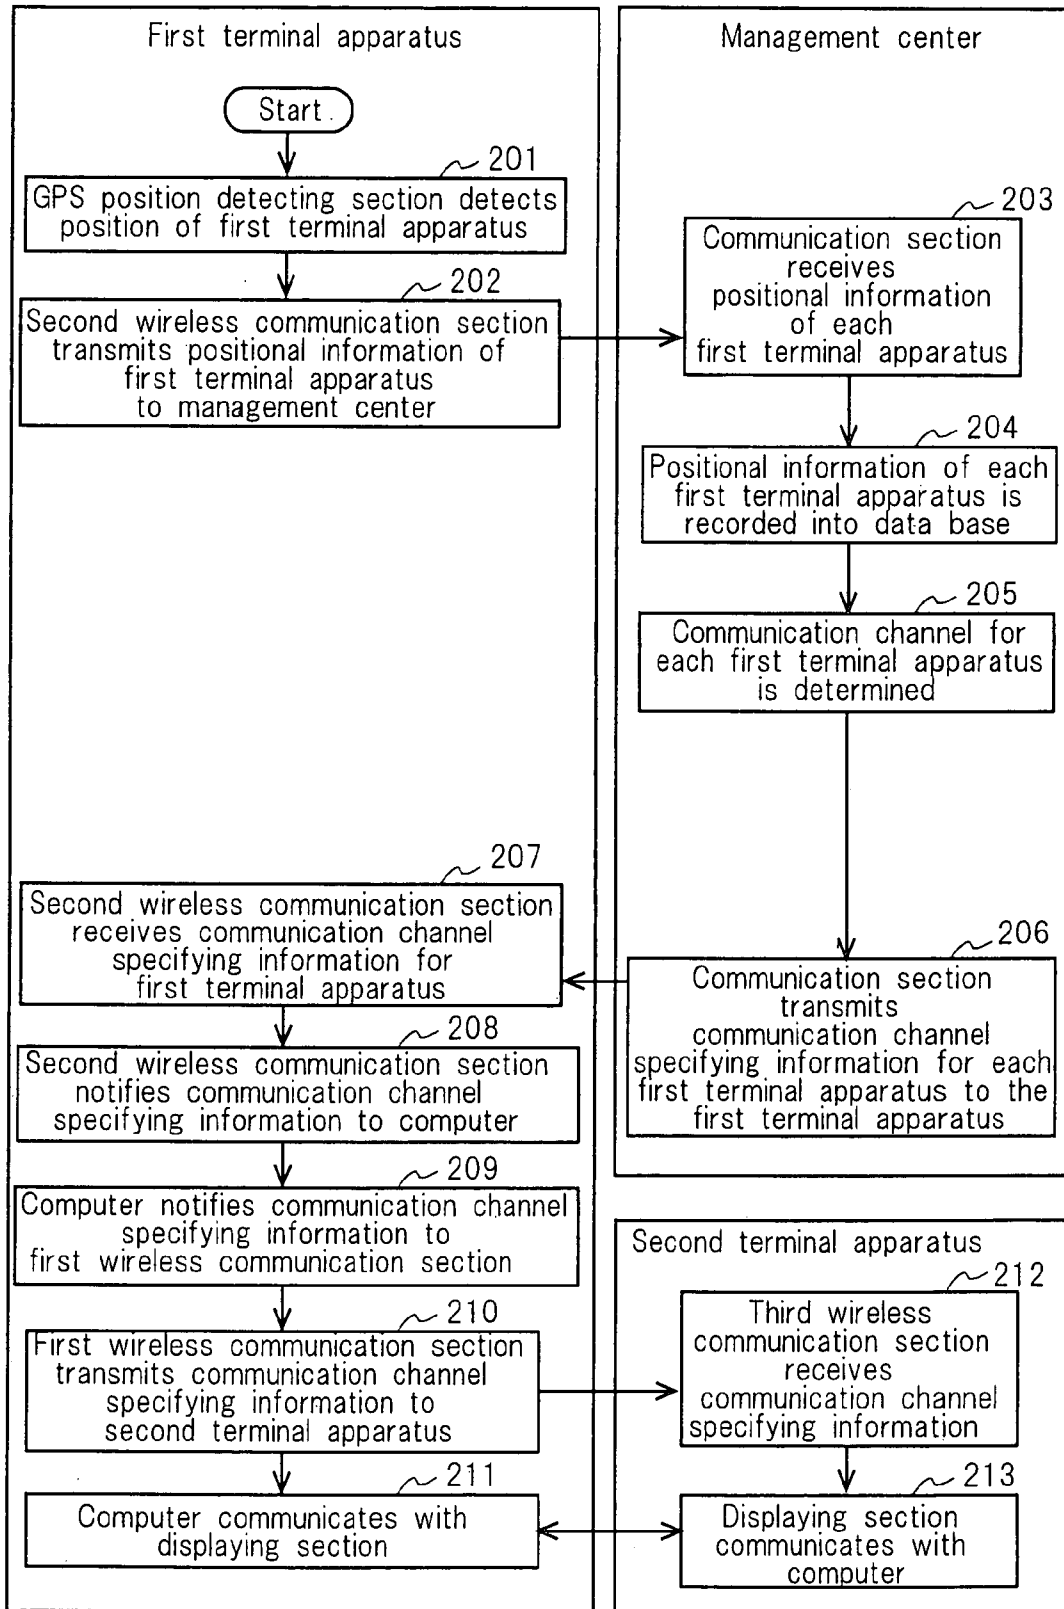 First terminal apparatus
Start
201
GPS position detecting section detects
position of first terminal apparatus
202
Second wireless communication section
transmits positional information of
first terminal apparatus
to management center
Management center
203
Communication section
receives
positional information
of each
first terminal apparatus
204
Positional information of each
first terminal apparatus is
recorded into data base
205
Communication channel for
each first terminal apparatus
is determined
206
Communication section
transmits
communication channel
specifying information for each
first terminal apparatus to the
first terminal apparatus
207
Second wireless communication section
receives communication channel
specifying information for
first terminal apparatus
208
Second wireless communication section
notifies communication channel
specifying information to computer
209
Computer notifies communication channel
specifying information to
first wireless communication section
210
First wireless communication section
transmits communication channel
specifying information to
second terminal apparatus
211
Computer communicates with
displaying section
Second terminal apparatus
212
Third wireless
communication section
receives
communication channel
specifying information
213
Displaying section
communicates with
computer